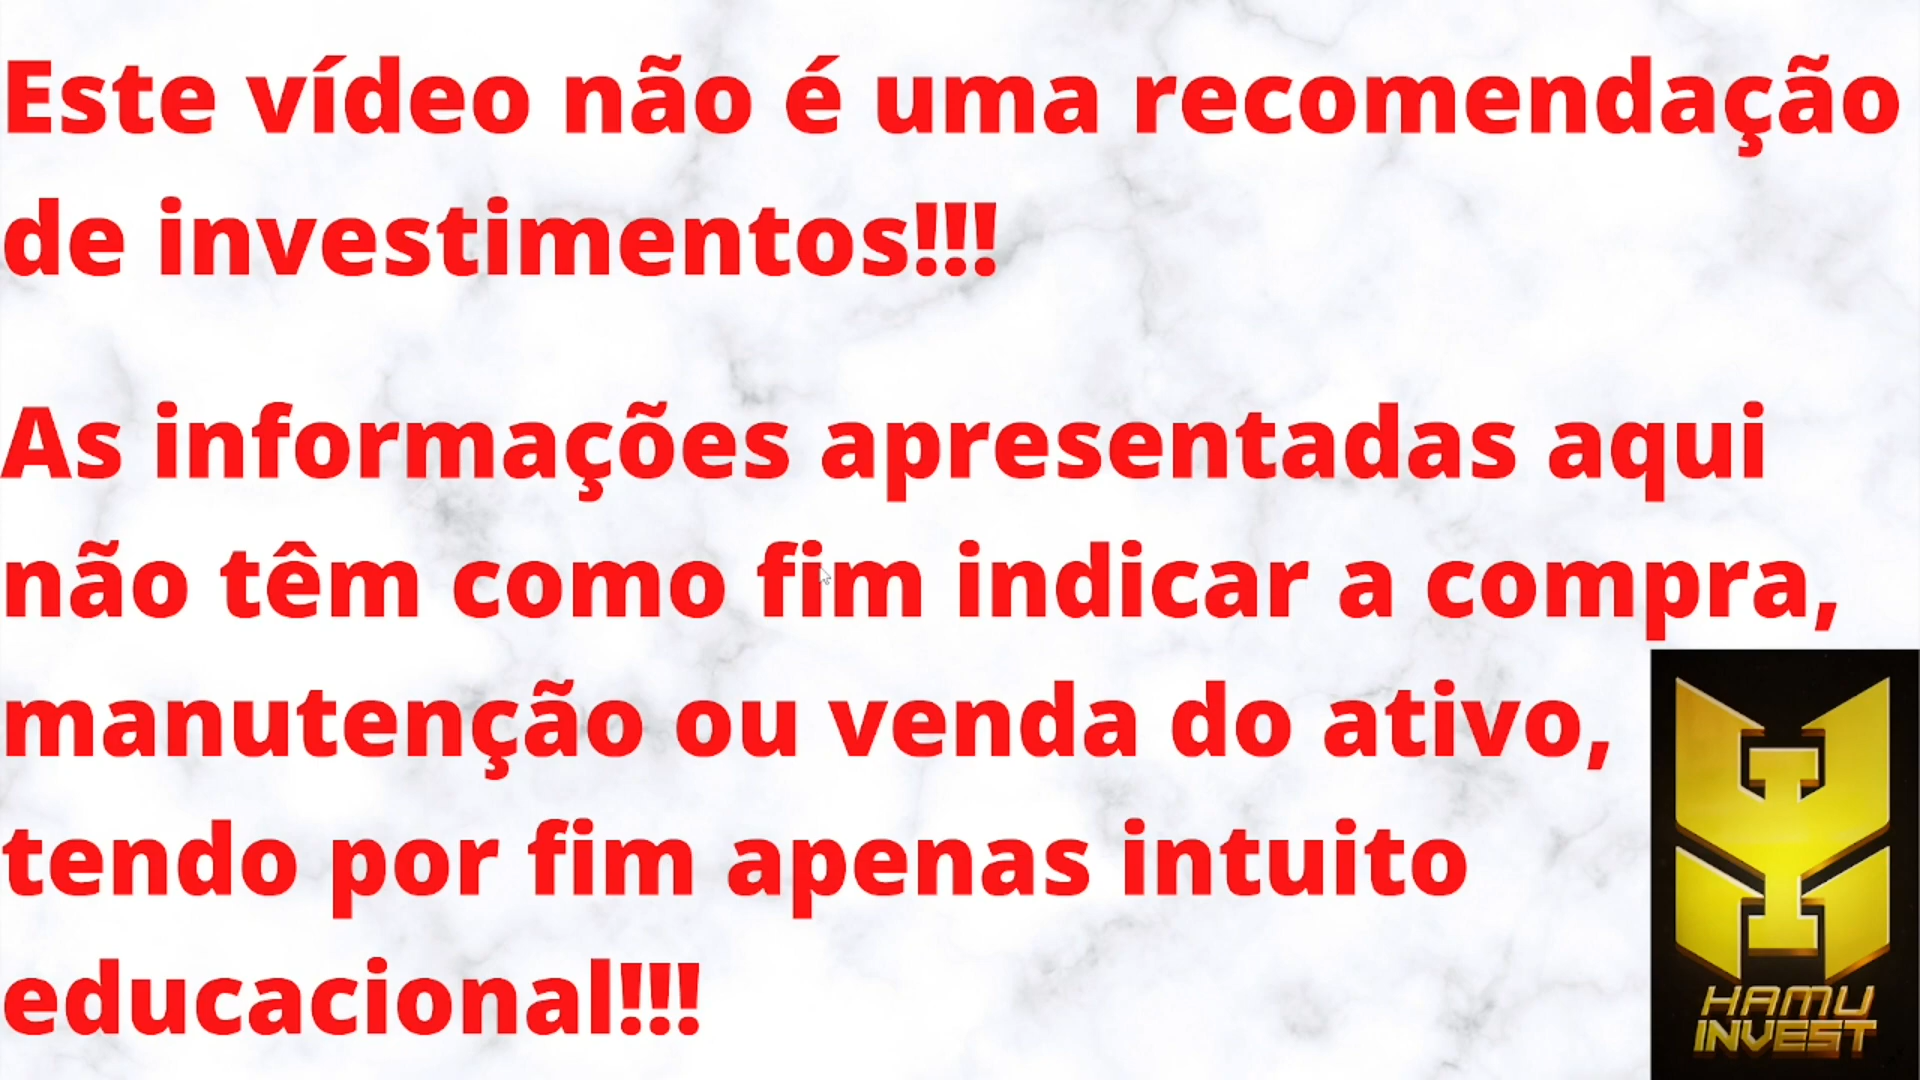 Este vídeo não é uma recomendação
de investimentos!!!
As informações apresentadas aqui
não têm como fim indicar a compra,
manutenção ou venda do ativo,
tendo por fim apenas intuito
educacional!!!
HAMU
INVEST